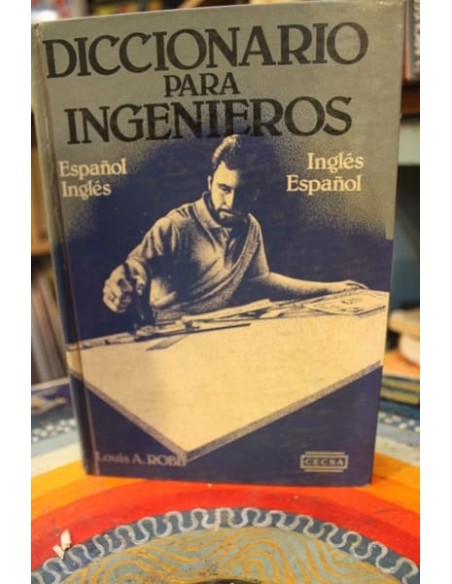 DICCIONARIO
PARA
INGENIEROS
Español
Inglés
Inglés
Español
Louis A. ROBB
CECSA